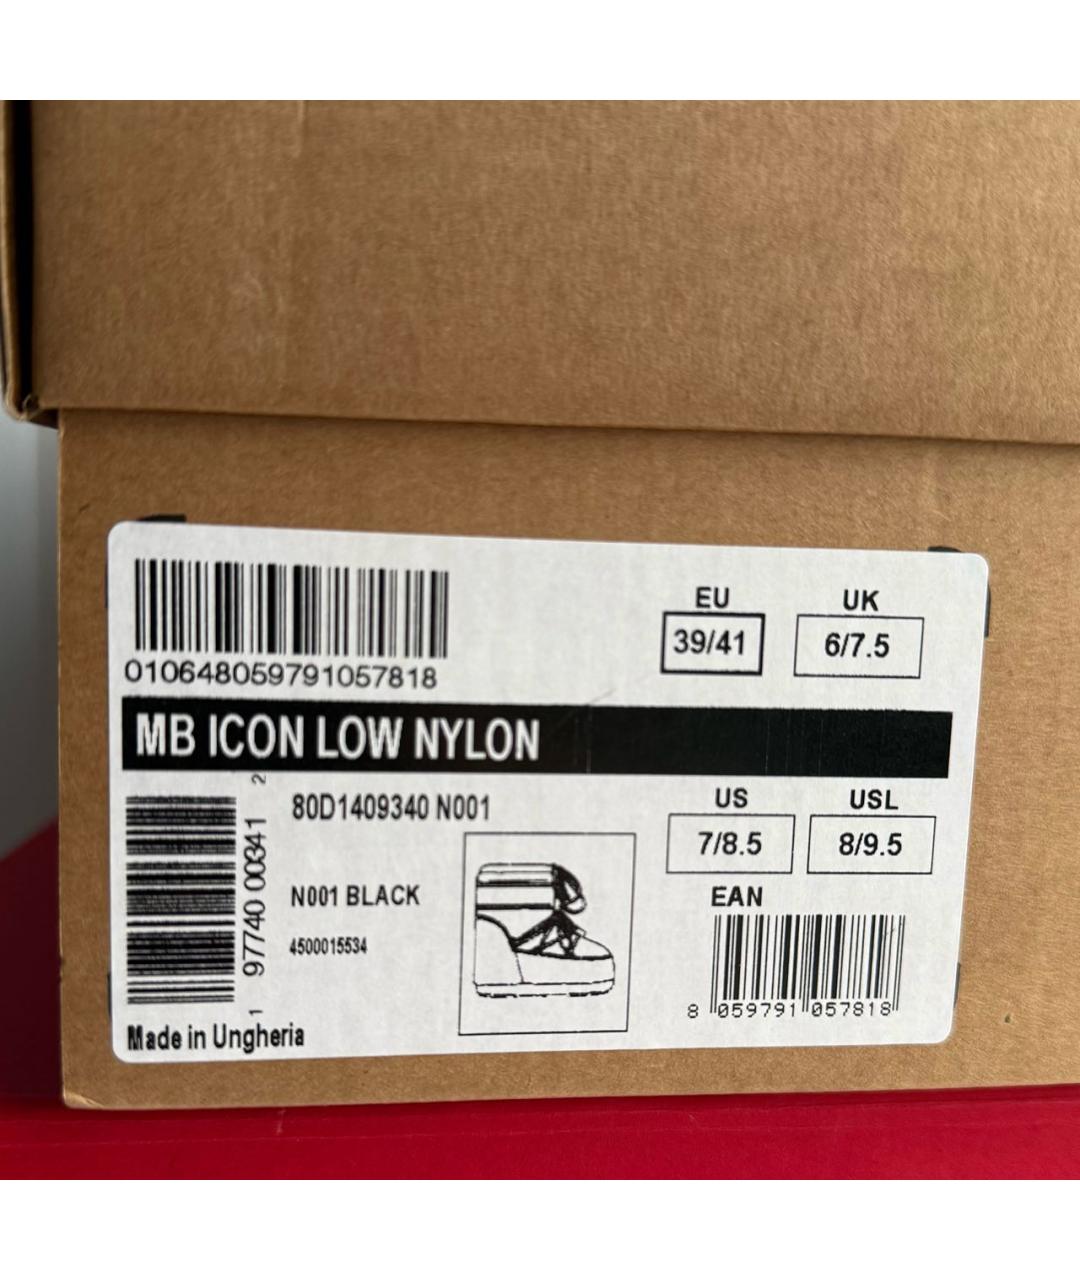 EU UK
39/41 6/7.5
010648059791057818
MB ICON LOW NYLON
80D1409340 N001
US USL
7/8.5 8/9.5
N001 BLACK
4500015534
1 97740 00341 2
EAN
8 059791 057818
Made in Ungheria